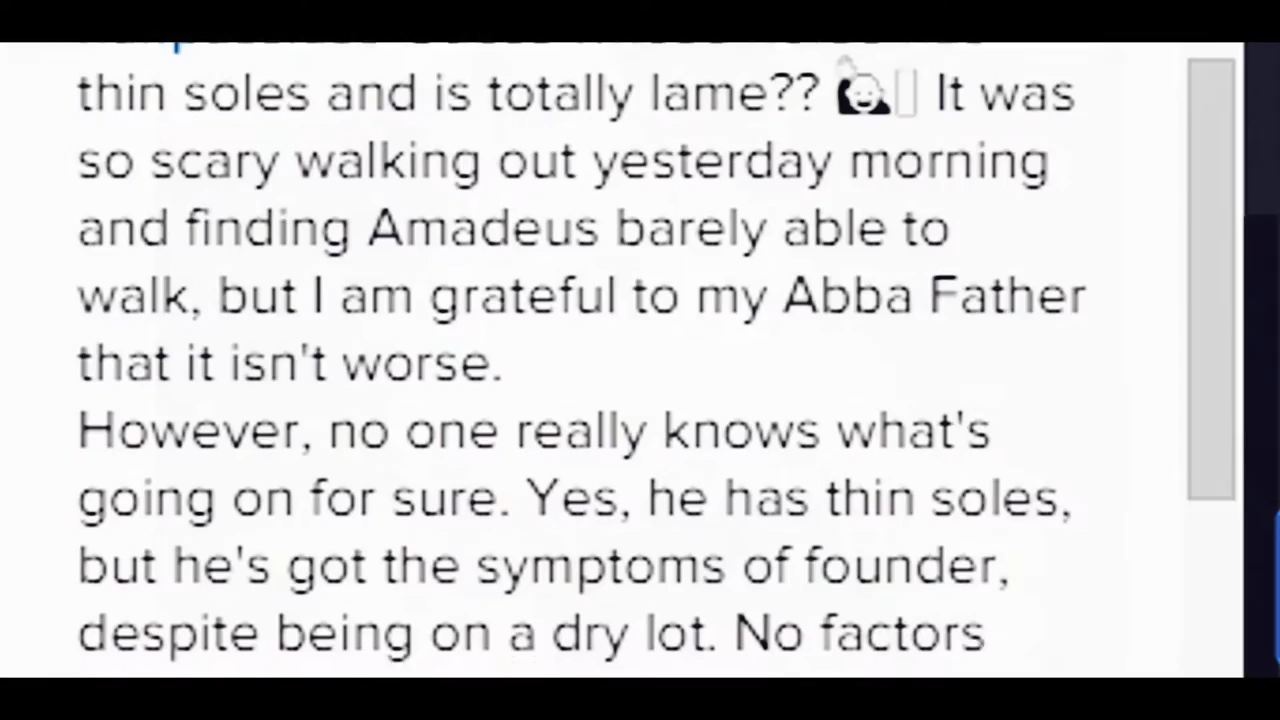 thin soles and is totally lame?? 🙋🏻 It was
so scary walking out yesterday morning
and finding Amadeus barely able to
walk, but I am grateful to my Abba Father
that it isn't worse.
However, no one really knows what's
going on for sure. Yes, he has thin soles,
but he's got the symptoms of founder,
despite being on a dry lot. No factors